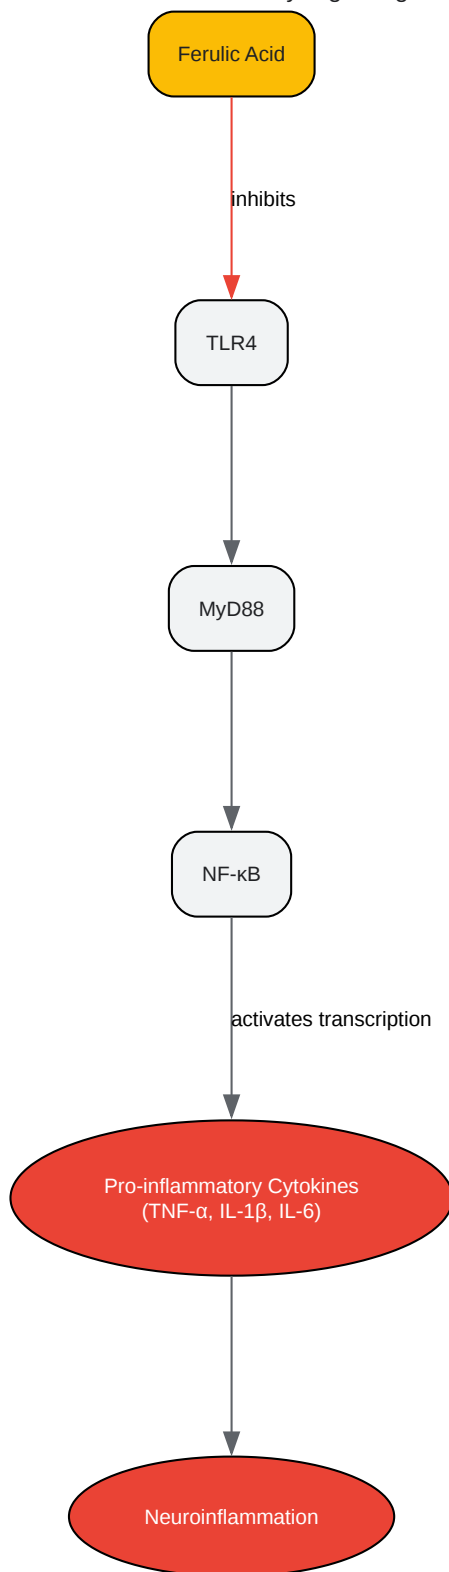 Ferulic Acid
inhibits
TLR4
MyD88
NF-κB
activates transcription
Pro-inflammatory Cytokines
(TNF-α, IL-1β, IL-6)
Neuroinflammation